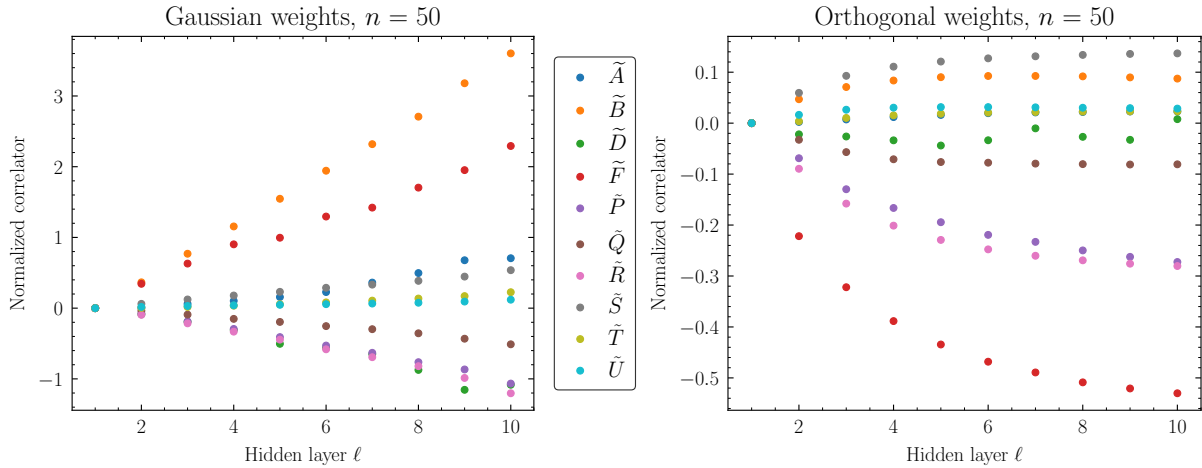 Gaussian weights, n = 50
Normalized correlator
3
2
1
0
−1
2 4 6 8 10
Hidden layer ℓ
Ã
B̃
D̃
F̃
P̃
Q̃
R̃
S̃
T̃
Ũ
Orthogonal weights, n = 50
Normalized correlator
0.1
0.0
−0.1
−0.2
−0.3
−0.4
−0.5
2 4 6 8 10
Hidden layer ℓ